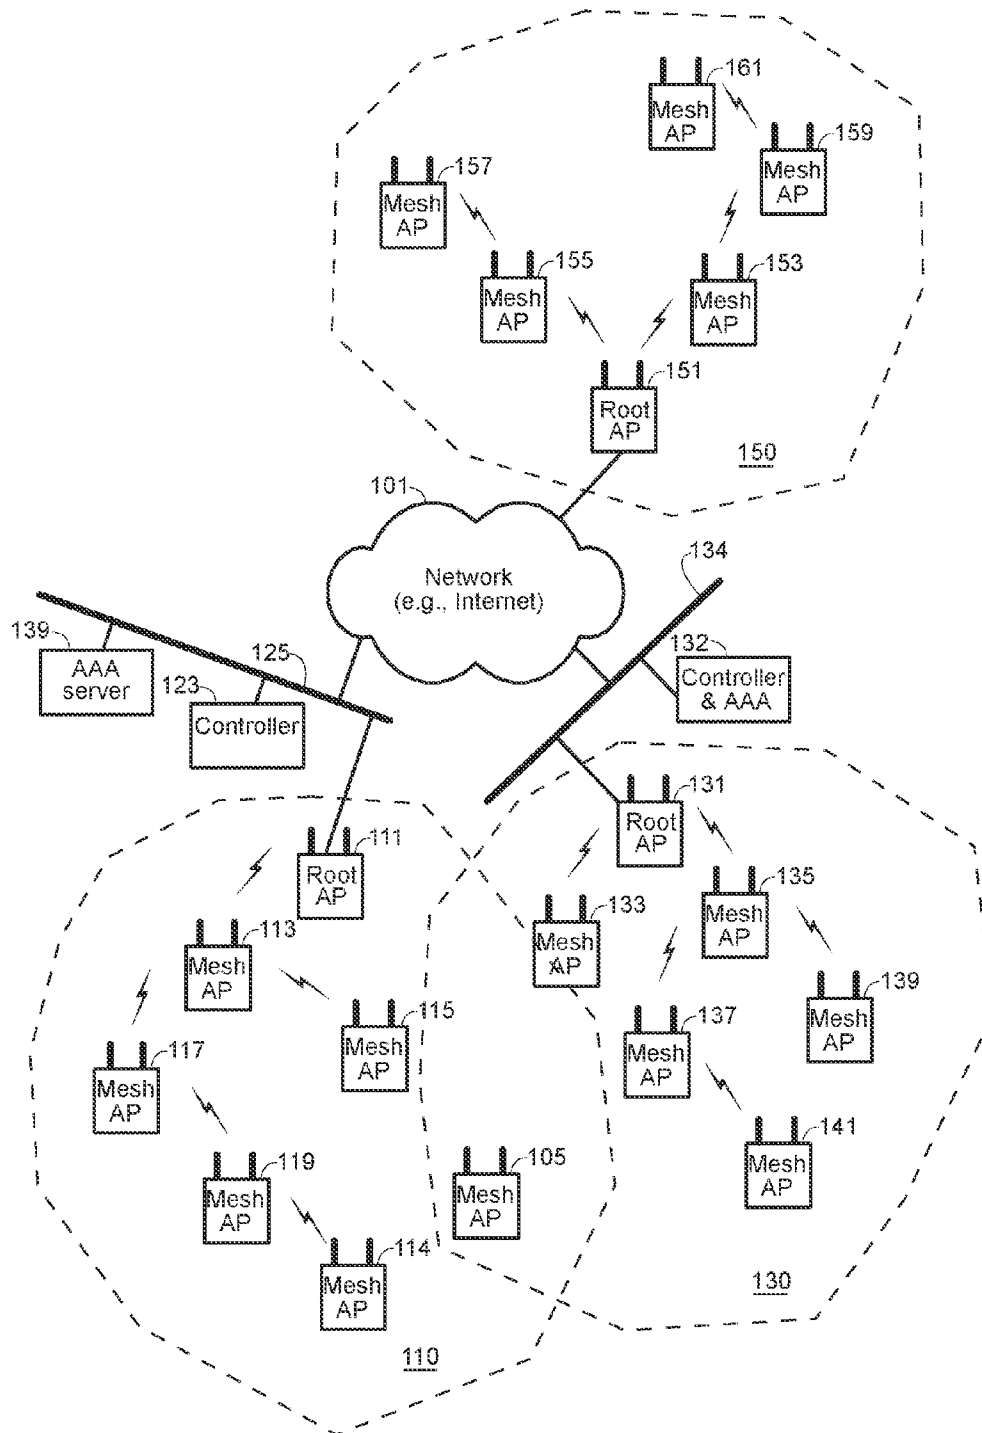 161
Mesh
AP
159
Mesh
AP
157
Mesh
AP
155
Mesh
AP
153
Mesh
AP
151
Root
AP
150
101
Network
(e.g., Internet)
134
139
AAA
server
125
123
Controller
132
Controller
& AAA
131
Root
AP
111
Root
AP
135
Mesh
AP
133
Mesh
AP
113
Mesh
AP
139
Mesh
AP
115
Mesh
AP
137
Mesh
AP
117
Mesh
AP
141
Mesh
AP
105
Mesh
AP
119
Mesh
AP
114
Mesh
AP
130
110